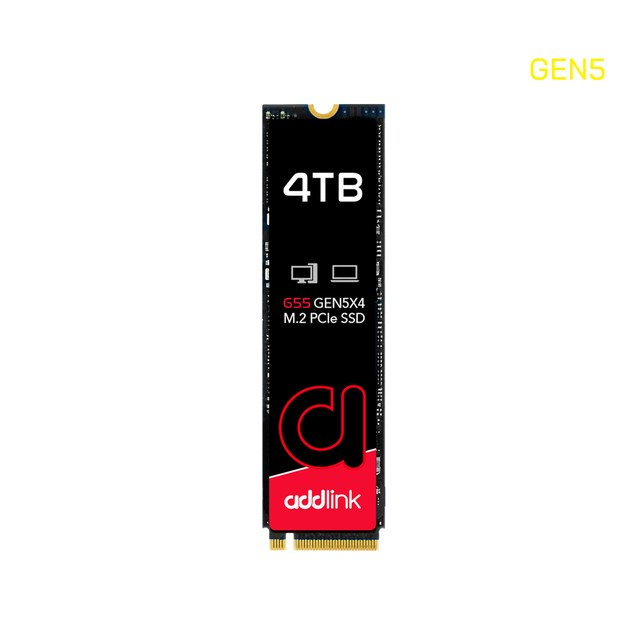 GEN5
4TB
G55 GEN5X4
M.2 PCIe SSD
addlink